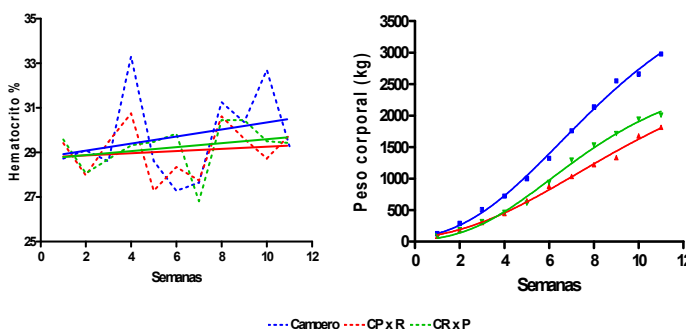 Hematocrito %
35
33
31
29
27
25
0 2 4 6 8 10 12
Semanas
Peso corporal (kg)
3500
3000
2500
2000
1500
1000
500
0
0 2 4 6 8 10 12
Semanas
Campero CP x R CR x P